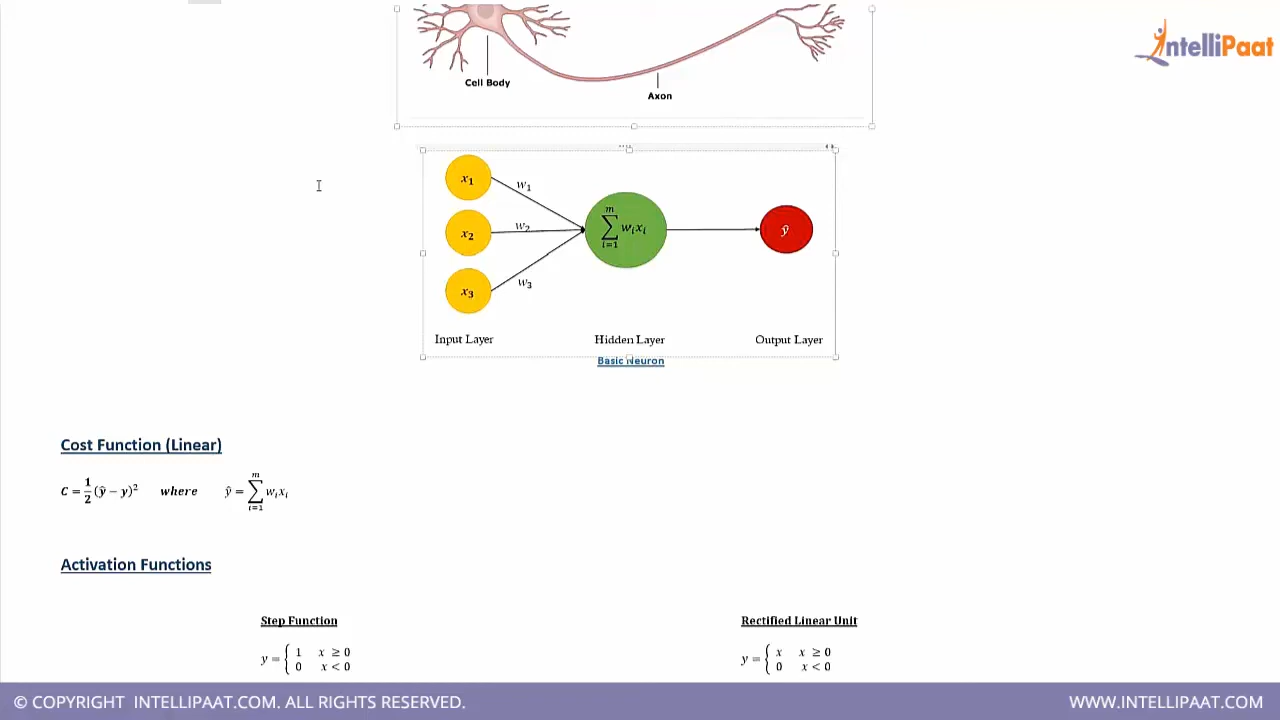 IntelliPaat
Cell Body
Axon
x₁
w₁
x₂
w₂
x₃
w₃
m
∑ wᵢxᵢ
i=1
ŷ
Input Layer Hidden Layer Output Layer
Basic Neuron
Cost Function (Linear)
C = 1/2 (ŷ − y)² where ŷ = ∑ᵢ₌₁ᵐ wᵢxᵢ
Activation Functions
Step Function
y = { 1 x ≥ 0
0 x < 0
Rectified Linear Unit
y = { x x ≥ 0
0 x < 0
© COPYRIGHT INTELLIPAAT.COM. ALL RIGHTS RESERVED.
WWW.INTELLIPAAT.COM